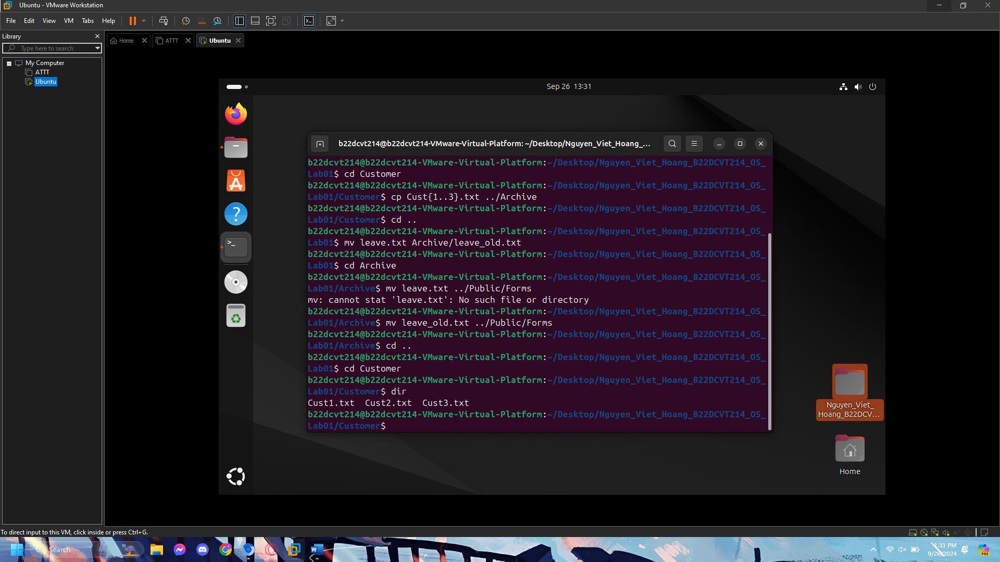 Ubuntu - VMware Workstation
File Edit View VM Tabs Help
Library
Type here to search
My Computer
ATTT
Ubuntu
Home ATTT Ubuntu
Sep 26 13:31
b22dcvt214@b22dcvt214-VMware-Virtual-Platform: ~/Desktop/Nguyen_Viet_Hoang_...
b22dcvt214@b22dcvt214-VMware-Virtual-Platform:~/Desktop/Nguyen_Viet_Hoang_B22DCVT214_OS_
Lab01$ cd Customer
b22dcvt214@b22dcvt214-VMware-Virtual-Platform:~/Desktop/Nguyen_Viet_Hoang_B22DCVT214_OS_
Lab01/Customer$ cp Cust{1..3}.txt ../Archive
b22dcvt214@b22dcvt214-VMware-Virtual-Platform:~/Desktop/Nguyen_Viet_Hoang_B22DCVT214_OS_
Lab01/Customer$ cd ..
b22dcvt214@b22dcvt214-VMware-Virtual-Platform:~/Desktop/Nguyen_Viet_Hoang_B22DCVT214_OS_
Lab01$ mv leave.txt Archive/leave_old.txt
b22dcvt214@b22dcvt214-VMware-Virtual-Platform:~/Desktop/Nguyen_Viet_Hoang_B22DCVT214_OS_
Lab01$ cd Archive
b22dcvt214@b22dcvt214-VMware-Virtual-Platform:~/Desktop/Nguyen_Viet_Hoang_B22DCVT214_OS_
Lab01/Archive$ mv leave.txt ../Public/Forms
mv: cannot stat 'leave.txt': No such file or directory
b22dcvt214@b22dcvt214-VMware-Virtual-Platform:~/Desktop/Nguyen_Viet_Hoang_B22DCVT214_OS_
Lab01/Archive$ mv leave_old.txt ../Public/Forms
b22dcvt214@b22dcvt214-VMware-Virtual-Platform:~/Desktop/Nguyen_Viet_Hoang_B22DCVT214_OS_
Lab01/Archive$ cd ..
b22dcvt214@b22dcvt214-VMware-Virtual-Platform:~/Desktop/Nguyen_Viet_Hoang_B22DCVT214_OS_
Lab01$ cd Customer
b22dcvt214@b22dcvt214-VMware-Virtual-Platform:~/Desktop/Nguyen_Viet_Hoang_B22DCVT214_OS_
Lab01/Customer$ dir
Cust1.txt Cust2.txt Cust3.txt
b22dcvt214@b22dcvt214-VMware-Virtual-Platform:~/Desktop/Nguyen_Viet_Hoang_B22DCVT214_OS_
Lab01/Customer$
Nguyen_Viet_
Hoang_B22DCV...
Home
To direct input to this VM, click inside or press Ctrl+G.
Search
1:31 PM
9/26/2024
PRE